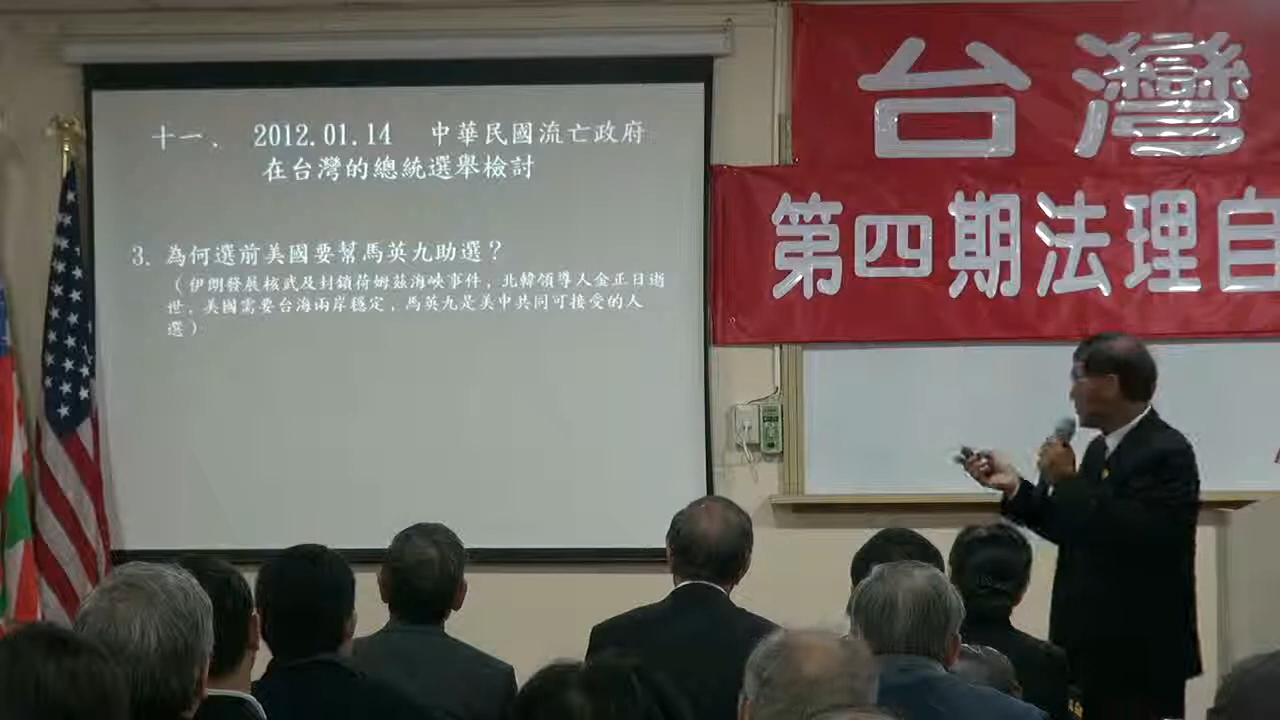 十一、 2012.01.14 中華民國流亡政府
在台灣的總統選舉檢討
3. 為何選前美國要幫馬英九助選？
（伊朗發展核武及封鎖荷姆茲海峽事件，北韓領導人金正日逝
世，美國需要台海兩岸穩定，馬英九是美中共同可接受的人
選）
台灣
第四期法理自